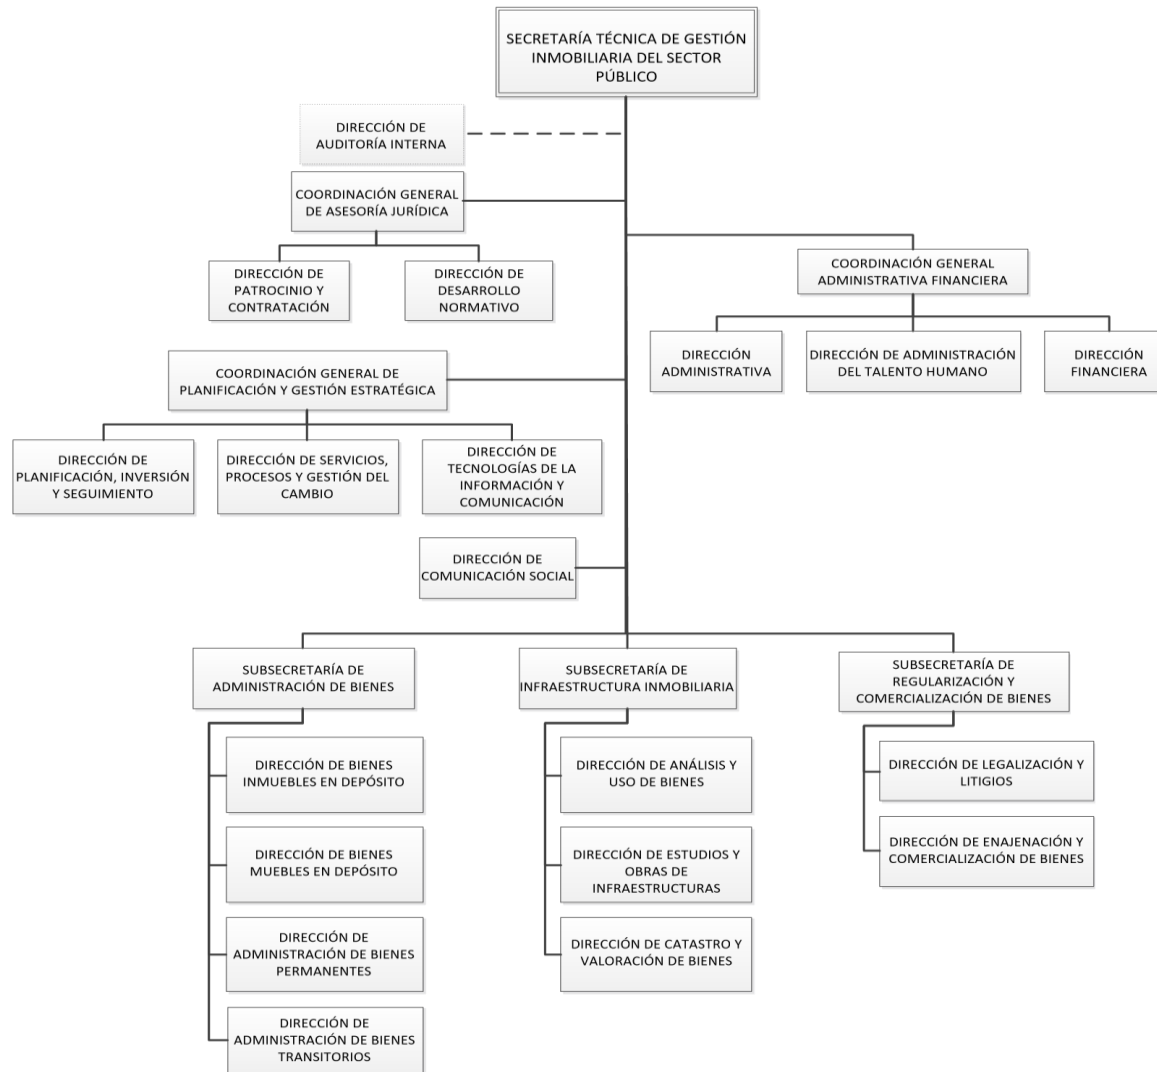 SECRETARÍA TÉCNICA DE GESTIÓN
INMOBILIARIA DEL SECTOR
PÚBLICO
DIRECCIÓN DE
AUDITORÍA INTERNA
COORDINACIÓN GENERAL
DE ASESORÍA JURÍDICA
DIRECCIÓN DE
PATROCINIO Y
CONTRATACIÓN
DIRECCIÓN DE
DESARROLLO
NORMATIVO
COORDINACIÓN GENERAL
ADMINISTRATIVA FINANCIERA
DIRECCIÓN
ADMINISTRATIVA
DIRECCIÓN DE ADMINISTRACIÓN
DEL TALENTO HUMANO
DIRECCIÓN
FINANCIERA
COORDINACIÓN GENERAL DE
PLANIFICACIÓN Y GESTIÓN ESTRATÉGICA
DIRECCIÓN DE
PLANIFICACIÓN, INVERSIÓN
Y SEGUIMIENTO
DIRECCIÓN DE SERVICIOS,
PROCESOS Y GESTIÓN DEL
CAMBIO
DIRECCIÓN DE
TECNOLOGÍAS DE LA
INFORMACIÓN Y
COMUNICACIÓN
DIRECCIÓN DE
COMUNICACIÓN SOCIAL
SUBSECRETARÍA DE
ADMINISTRACIÓN DE BIENES
DIRECCIÓN DE BIENES
INMUEBLES EN DEPÓSITO
DIRECCIÓN DE BIENES
MUEBLES EN DEPÓSITO
DIRECCIÓN DE
ADMINISTRACIÓN DE BIENES
PERMANENTES
DIRECCIÓN DE
ADMINISTRACIÓN DE BIENES
TRANSITORIOS
SUBSECRETARÍA DE
INFRAESTRUCTURA INMOBILIARIA
DIRECCIÓN DE ANÁLISIS Y
USO DE BIENES
DIRECCIÓN DE ESTUDIOS Y
OBRAS DE
INFRAESTRUCTURAS
DIRECCIÓN DE CATASTRO Y
VALORACIÓN DE BIENES
SUBSECRETARÍA DE
REGULARIZACIÓN Y
COMERCIALIZACIÓN DE BIENES
DIRECCIÓN DE LEGALIZACIÓN Y
LITIGIOS
DIRECCIÓN DE ENAJENACIÓN Y
COMERCIALIZACIÓN DE BIENES